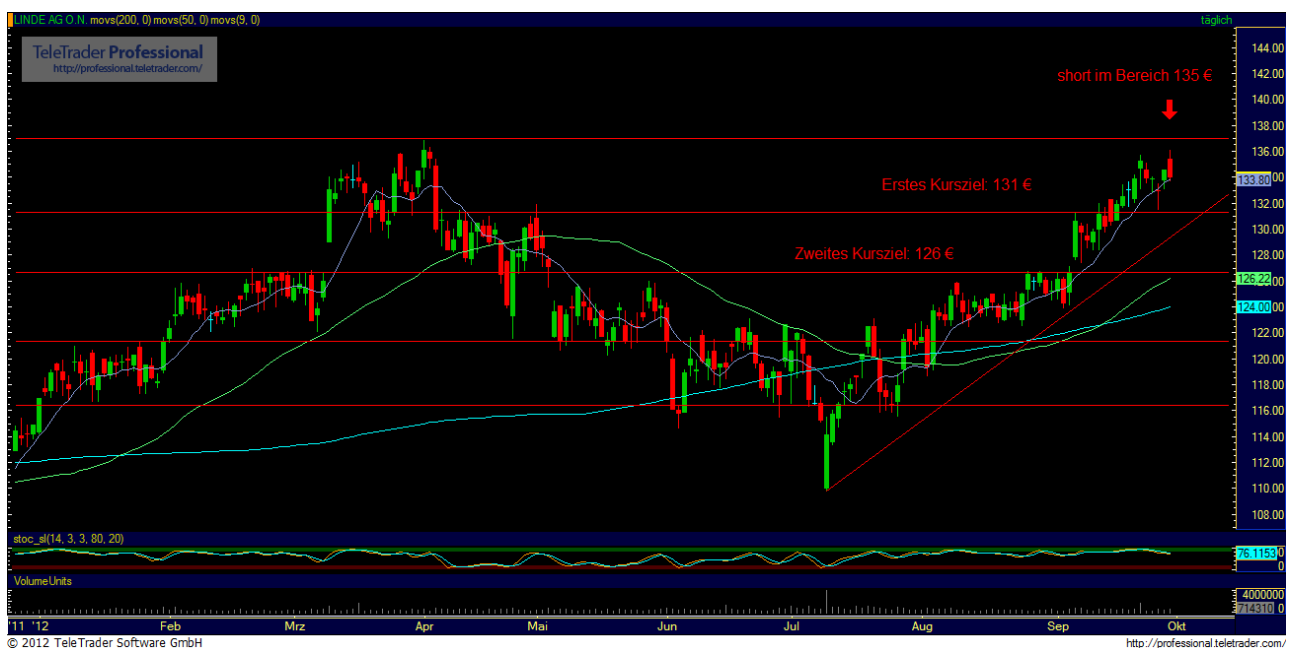 LINDE AG O.N. movs(200, 0) movs(50, 0) movs(9, 0)
täglich
TeleTrader Professional
http://professional.teletrader.com/
short im Bereich 135 €
Erstes Kursziel: 131 €
Zweites Kursziel: 126 €
144.00
142.00
140.00
138.00
136.00
133.80
132.00
130.00
128.00
126.22
124.00
122.00
120.00
118.00
116.00
114.00
112.00
110.00
108.00
stoc_sl(14, 3, 3, 80, 20)
76.1153
0
VolumeUnits
4000000
714310
0
'11 '12 Feb Mrz Apr Mai Jun Jul Aug Sep Okt
© 2012 TeleTrader Software GmbH
http://professional.teletrader.com/